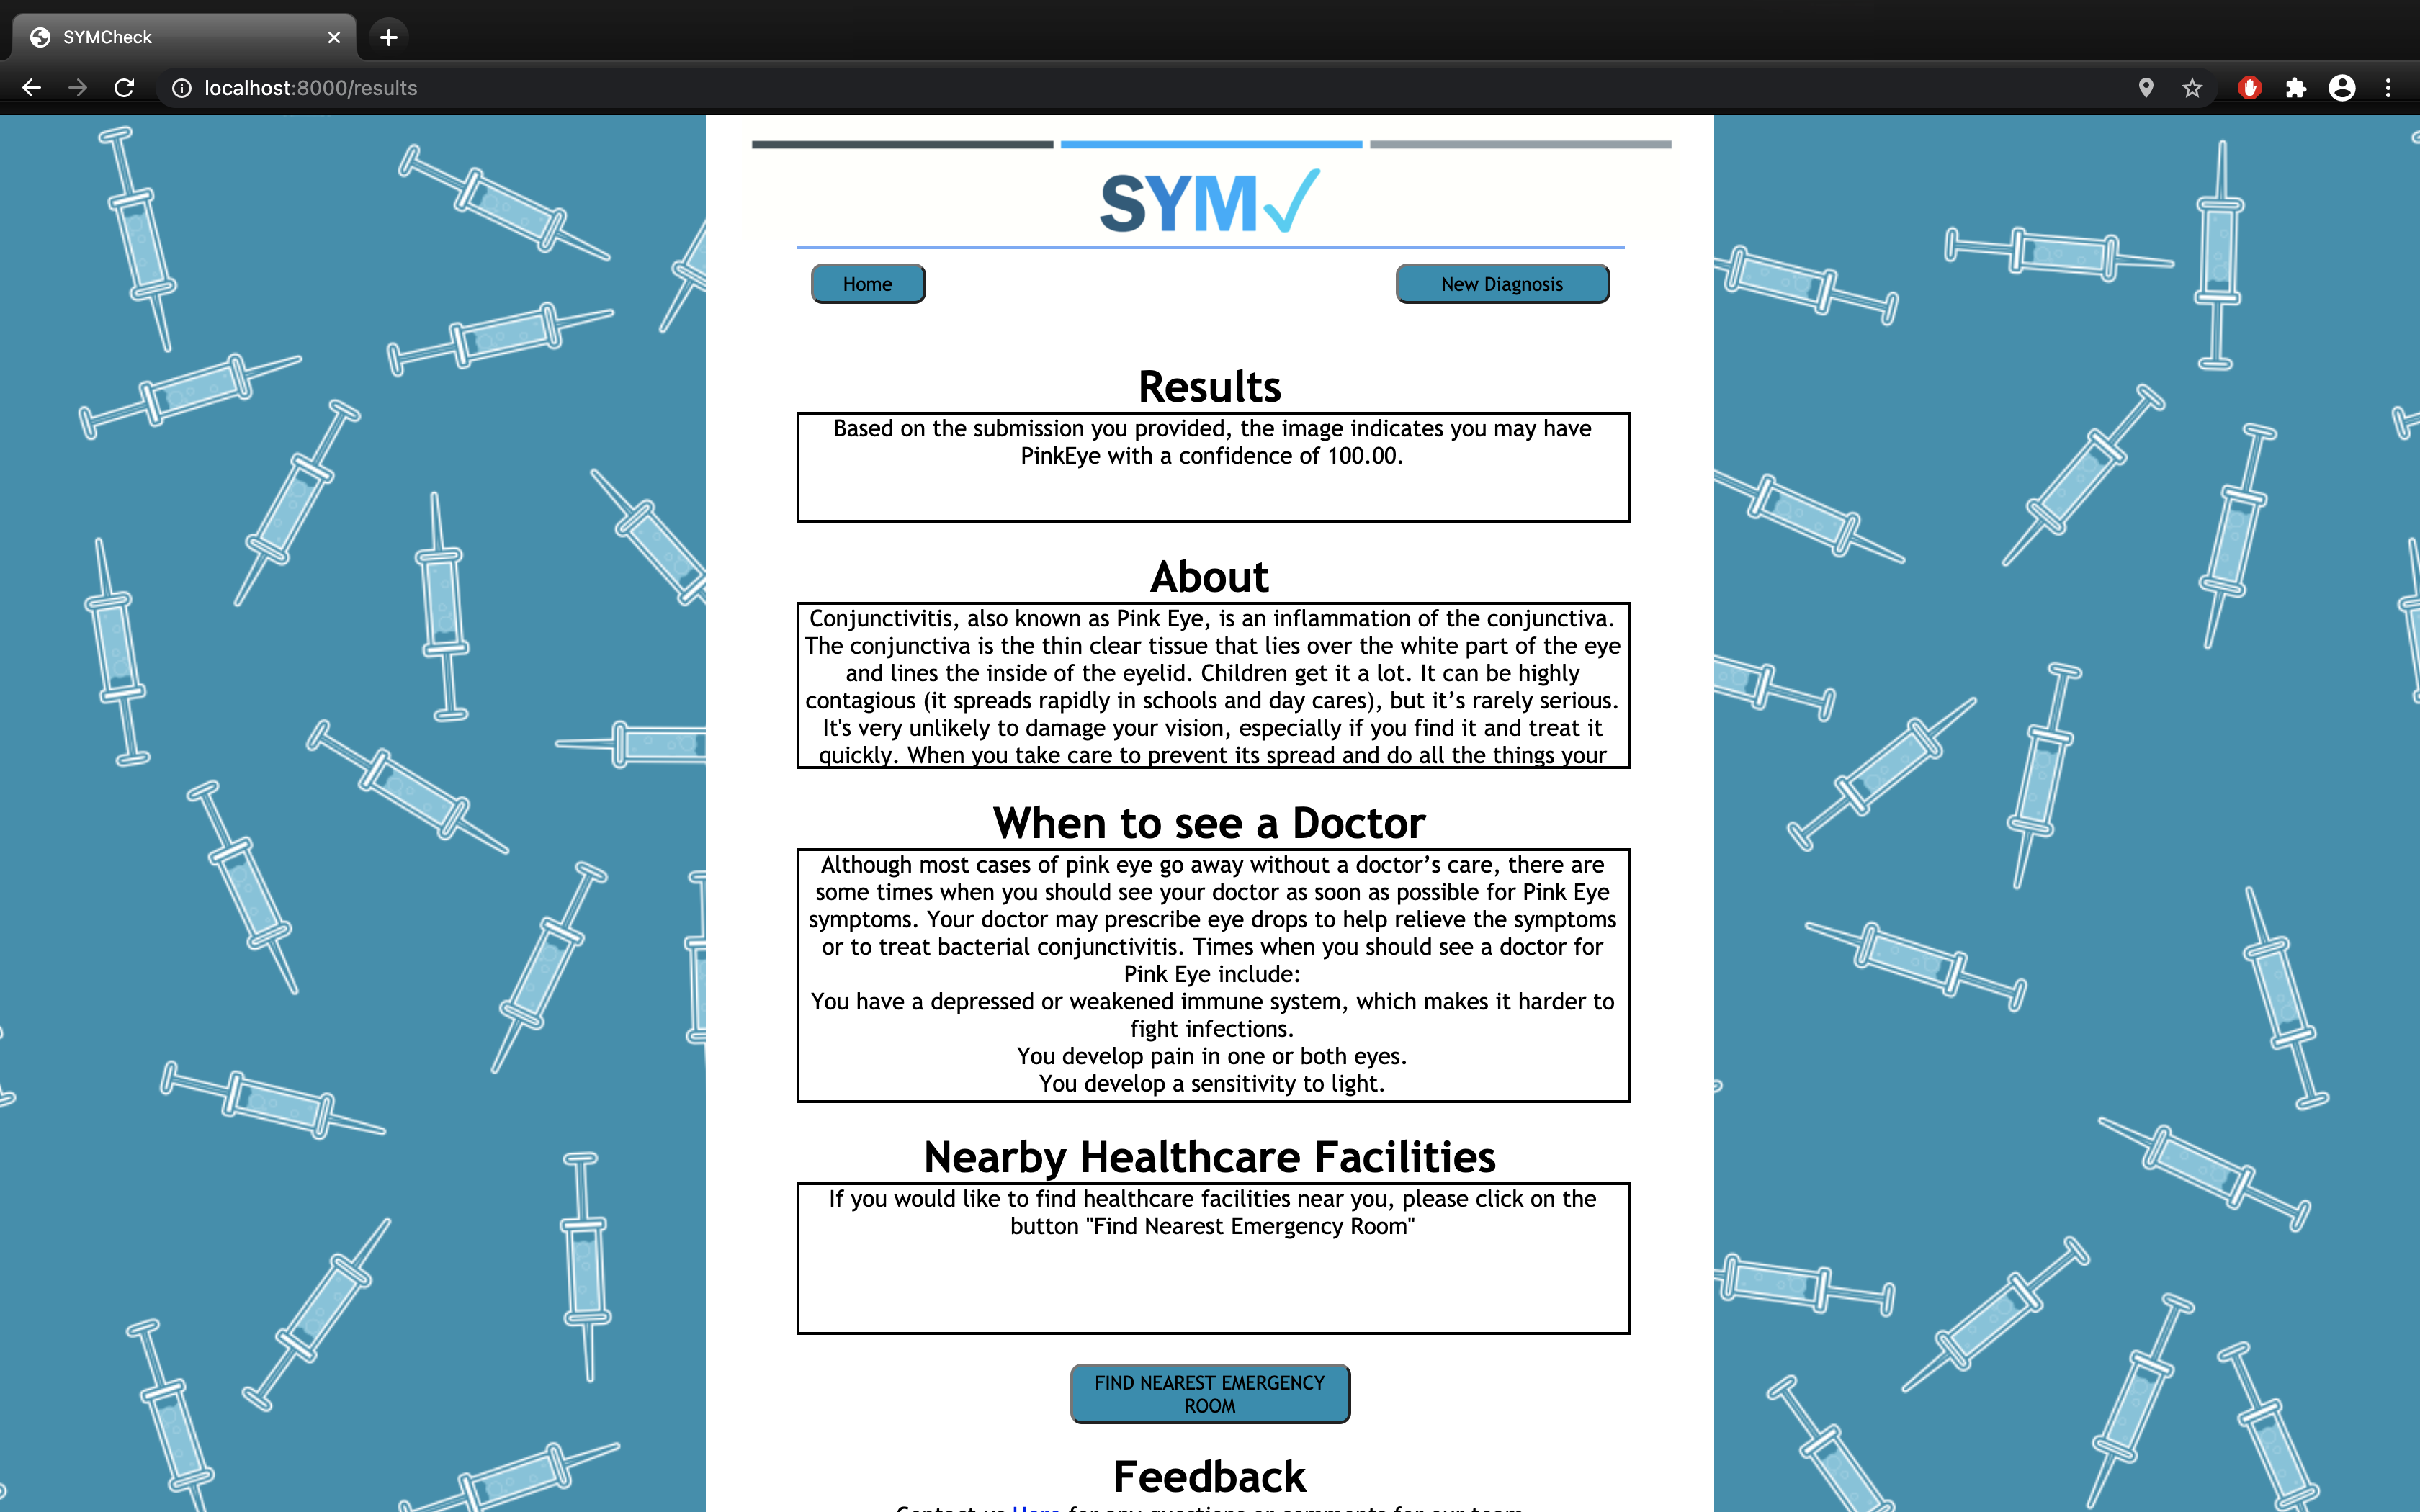 SYMCheck
localhost:8000/results
SYM
Home
New Diagnosis
Results
Based on the submission you provided, the image indicates you may have
PinkEye with a confidence of 100.00.
About
Conjunctivitis, also known as Pink Eye, is an inflammation of the conjunctiva.
The conjunctiva is the thin clear tissue that lies over the white part of the eye
and lines the inside of the eyelid. Children get it a lot. It can be highly
contagious (it spreads rapidly in schools and day cares), but it’s rarely serious.
It's very unlikely to damage your vision, especially if you find it and treat it
quickly. When you take care to prevent its spread and do all the things your
When to see a Doctor
Although most cases of pink eye go away without a doctor’s care, there are
some times when you should see your doctor as soon as possible for Pink Eye
symptoms. Your doctor may prescribe eye drops to help relieve the symptoms
or to treat bacterial conjunctivitis. Times when you should see a doctor for
Pink Eye include:
You have a depressed or weakened immune system, which makes it harder to
fight infections.
You develop pain in one or both eyes.
You develop a sensitivity to light.
Nearby Healthcare Facilities
If you would like to find healthcare facilities near you, please click on the
button "Find Nearest Emergency Room"
FIND NEAREST EMERGENCY
ROOM
Feedback
Contact us Here for any questions or comments for our team